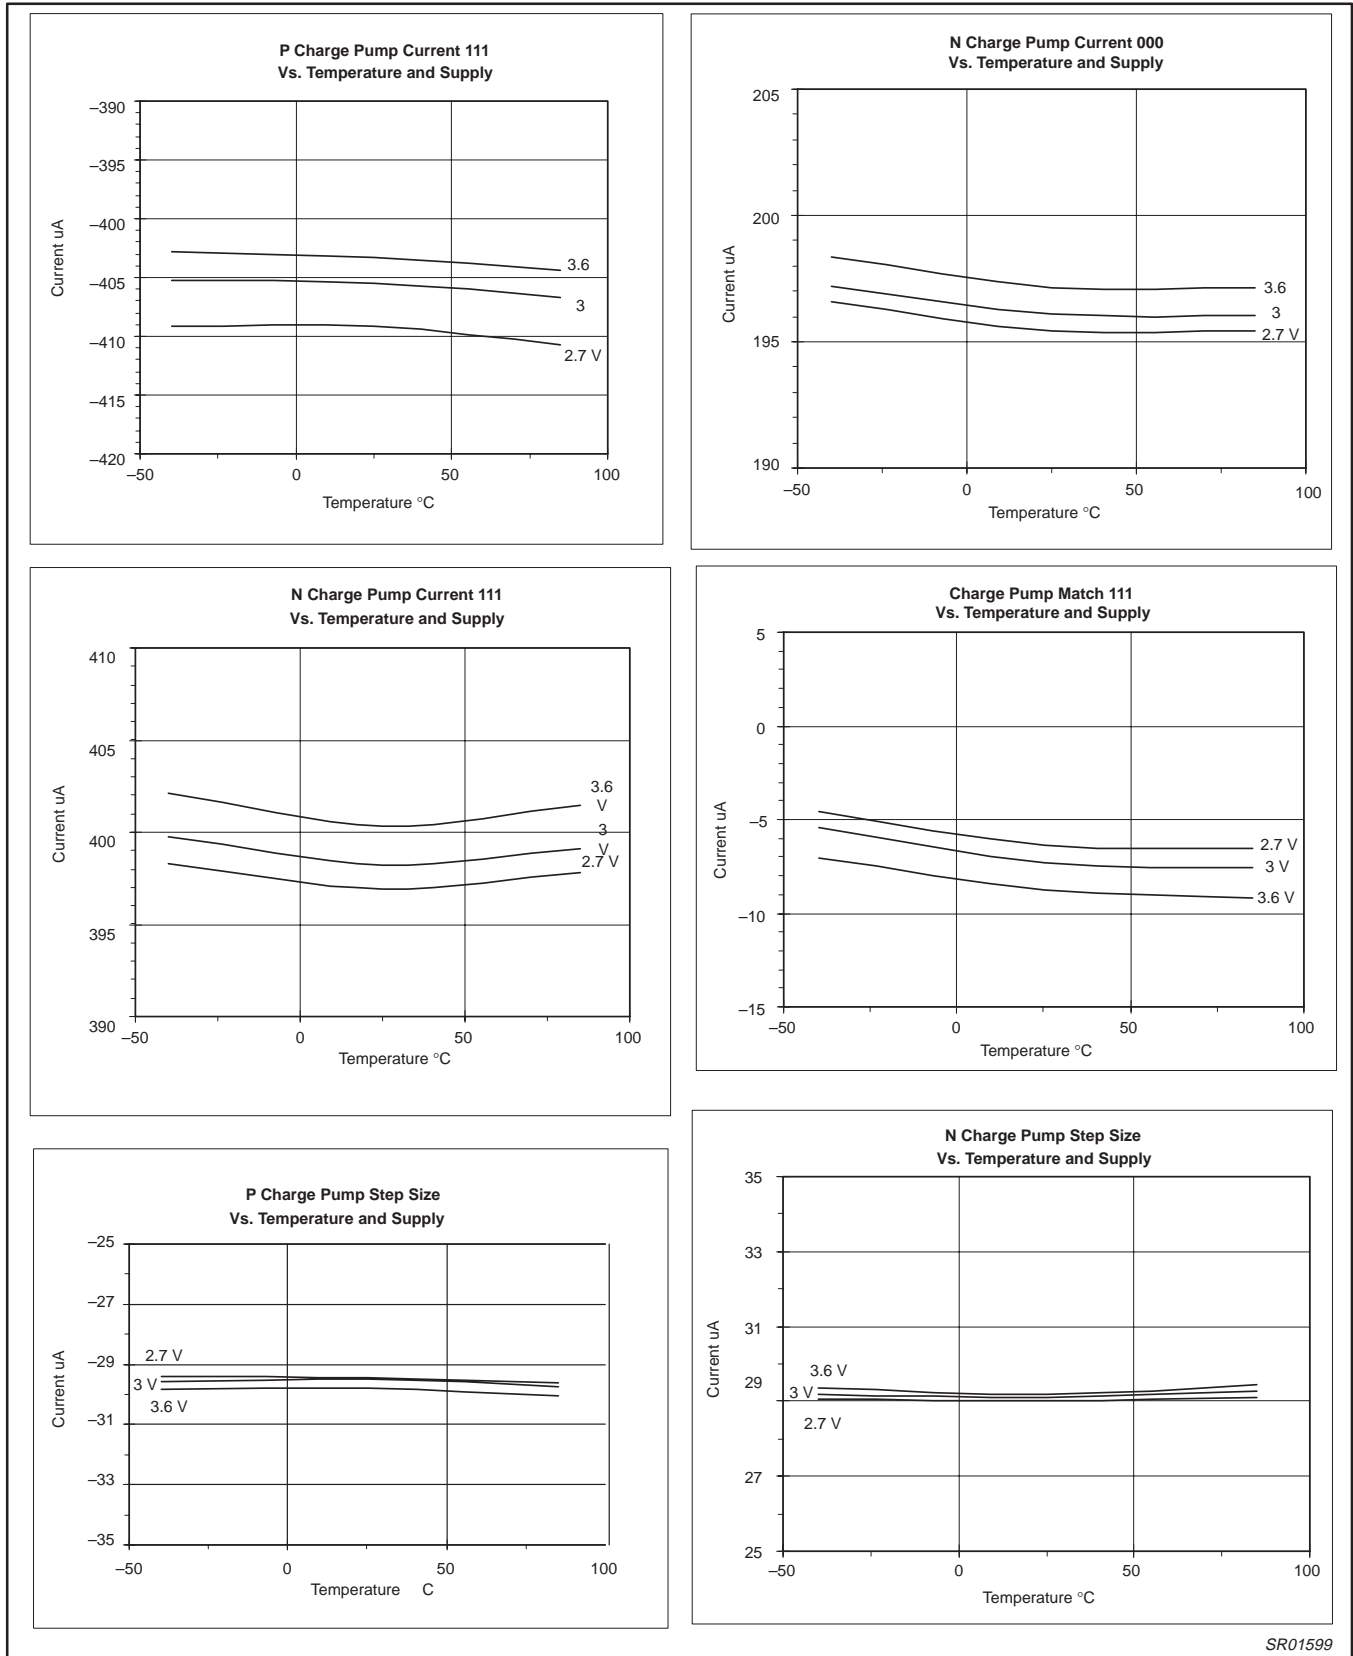 P Charge Pump Current 111
Vs. Temperature and Supply
–390
–395
–400
–405
–410
–415
–420
Current uA
3.6
3
2.7 V
–50
0
50
100
Temperature °C
N Charge Pump Current 000
Vs. Temperature and Supply
205
200
195
190
Current uA
3.6
3
2.7 V
–50
0
50
100
Temperature °C
N Charge Pump Current 111
Vs. Temperature and Supply
410
405
400
395
390
Current uA
3.6
V
3
V
2.7 V
–50
0
50
100
Temperature °C
Charge Pump Match 111
Vs. Temperature and Supply
5
0
–5
–10
–15
Current uA
2.7 V
3 V
3.6 V
–50
0
50
100
Temperature °C
P Charge Pump Step Size
Vs. Temperature and Supply
–25
–27
–29
–31
–33
–35
Current uA
2.7 V
3 V
3.6 V
–50
0
50
100
Temperature C
N Charge Pump Step Size
Vs. Temperature and Supply
35
33
31
29
27
25
Current uA
3.6 V
3 V
2.7 V
–50
0
50
100
Temperature °C
SR01599